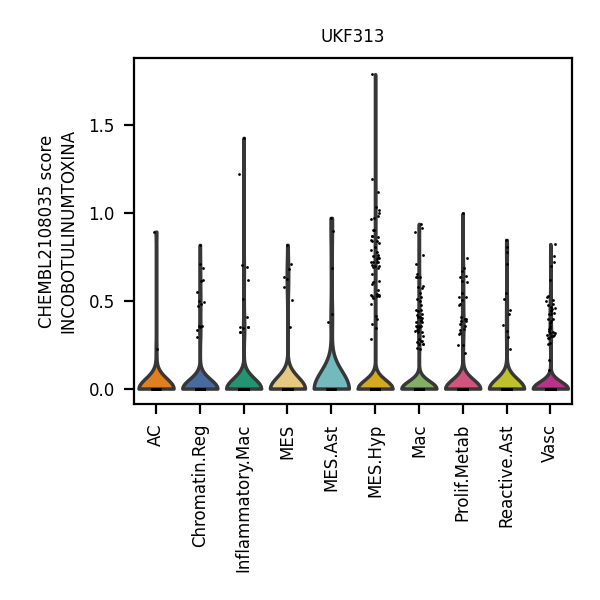 UKF313
CHEMBL2108035 score
INCOBOTULINUMTOXINA
1.5
1.0
0.5
0.0
AC
Chromatin.Reg
Inflammatory.Mac
MES
MES.Ast
MES.Hyp
Mac
Prolif.Metab
Reactive.Ast
Vasc